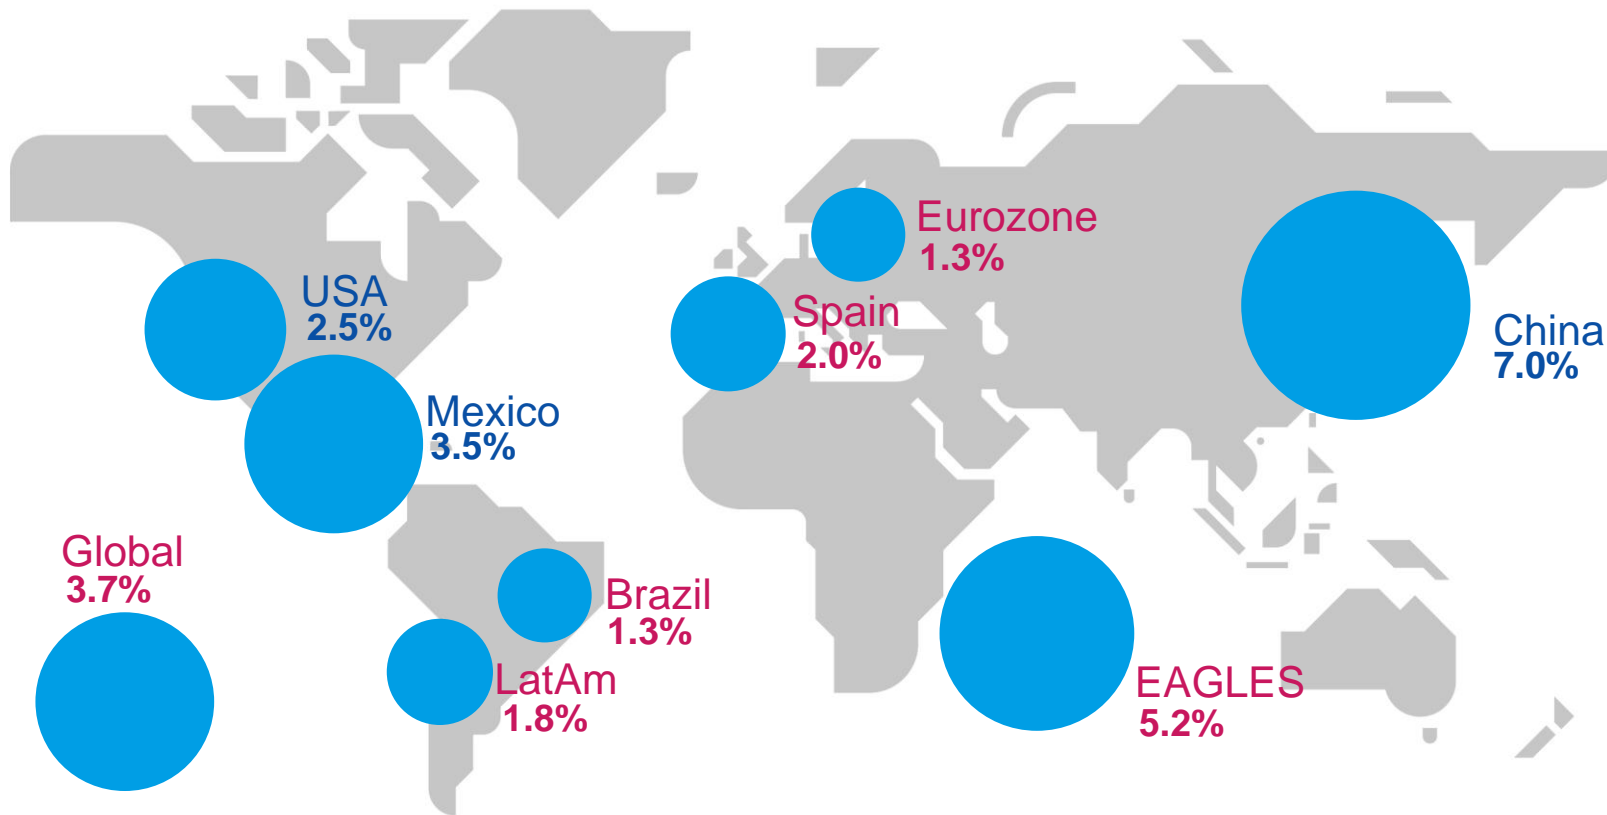 Eurozone
1.3%
USA
2.5%
Spain
2.0%
China
7.0%
Mexico
3.5%
Global
3.7%
Brazil
1.3%
LatAm
1.8%
EAGLES
5.2%